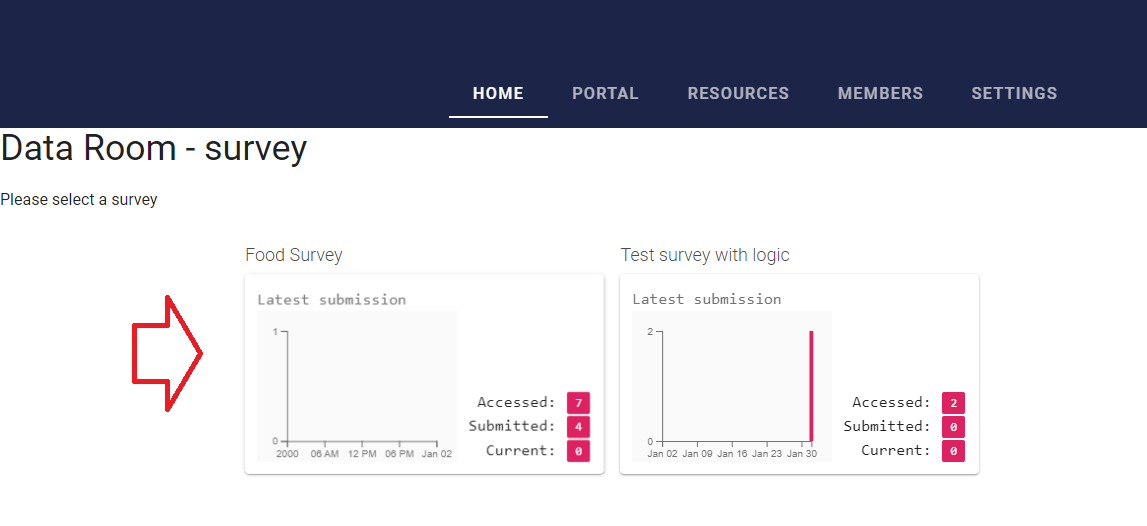 HOME PORTAL RESOURCES MEMBERS SETTINGS
Data Room - survey
Please select a survey
Food Survey
Latest submission
1
0
2000 06 AM 12 PM 06 PM Jan 02
Accessed: 7
Submitted: 4
Current: 0
Test survey with logic
Latest submission
2
0
Jan 02 Jan 09 Jan 16 Jan 23 Jan 30
Accessed: 2
Submitted: 0
Current: 0